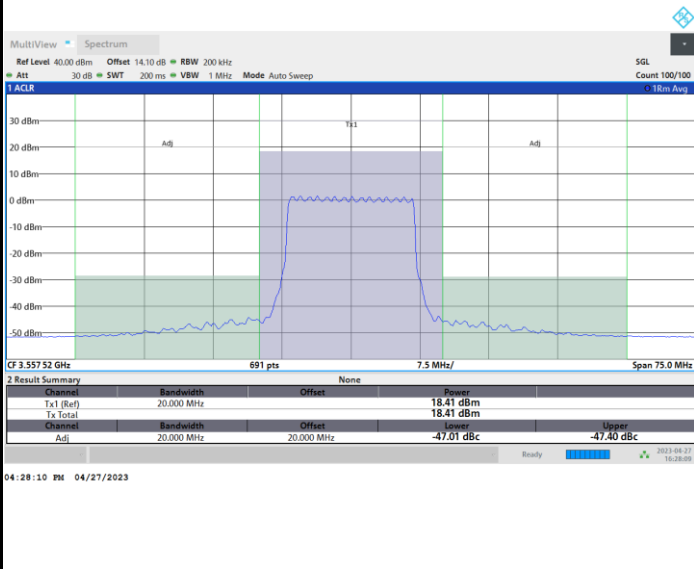 MultiView Spectrum
Ref Level 40.00 dBm Offset 14.10 dB RBW 200 kHz SGL
Att 30 dB SWT 200 ms VBW 1 MHz Mode Auto Sweep Count 100/100
1 ACLR 1Rm Avg
Tx1
30 dBm
Adj Adj
20 dBm
10 dBm
0 dBm
-10 dBm
-20 dBm
-30 dBm
-40 dBm
-50 dBm
CF 3.557 52 GHz 691 pts 7.5 MHz/ Span 75.0 MHz
2 Result Summary None
Channel Bandwidth Offset Power
Tx1 (Ref) 20.000 MHz 18.41 dBm
Tx Total 18.41 dBm
Channel Bandwidth Offset Lower Upper
Adj 20.000 MHz 20.000 MHz -47.01 dBc -47.40 dBc
Ready 2023-04-27
16:28:09
04:28:10 PM 04/27/2023